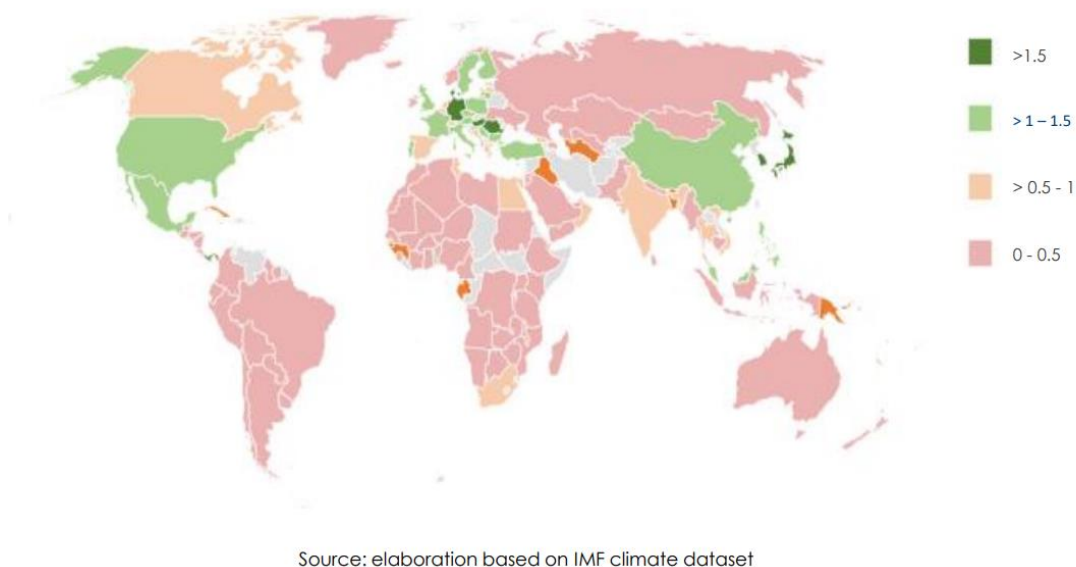 >1.5
> 1 – 1.5
> 0.5 - 1
0 - 0.5
Source: elaboration based on IMF climate dataset